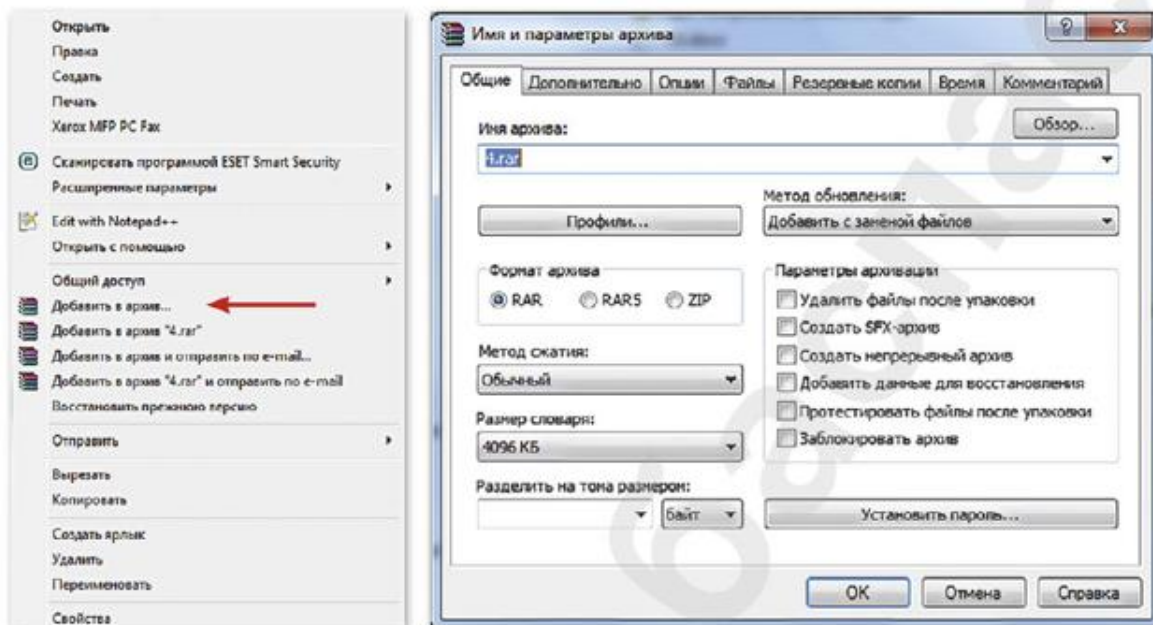 Открыть
Правка
Создать
Печать
Xerox MFP PC Fax
Сканировать программой ESET Smart Security
Расширенные параметры
Edit with Notepad++
Открыть с помощью
Общий доступ
Добавить в архив...
Добавить в архив "4.rar"
Добавить в архив и отправить по e-mail...
Добавить в архив "4.rar" и отправить по e-mail
Восстановить прежнюю версию
Отправить
Вырезать
Копировать
Создать ярлык
Удалить
Переименовать
Свойства
Имя и параметры архива
Общие Дополнительно Опции Файлы Резервные копии Время Комментарий
Имя архива:
Обзор...
4.rar
Профили...
Метод обновления:
Добавить с заменой файлов
Формат архива
RAR RAR5 ZIP
Метод сжатия:
Обычный
Размер словаря:
4096 КБ
Разделить на тома размером:
байт
Параметры архивации
Удалить файлы после упаковки
Создать SFX-архив
Создать непрерывный архив
Добавить данные для восстановления
Протестировать файлы после упаковки
Заблокировать архив
Установить пароль...
ОК Отмена Справка